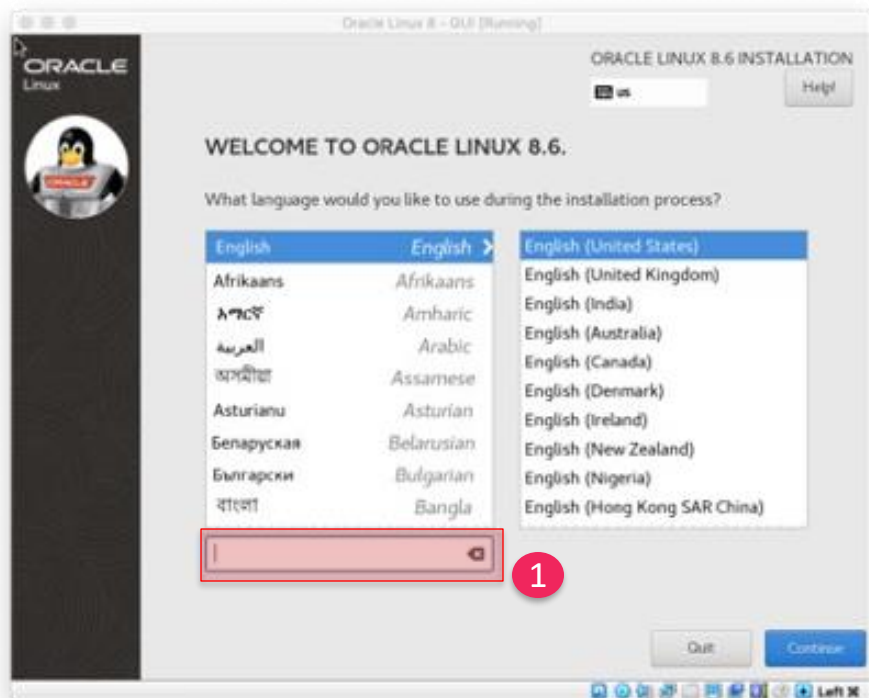 Oracle Linux 8 - GUI [Running]
ORACLE
Linux
ORACLE
ORACLE LINUX 8.6 INSTALLATION
us
Help!
WELCOME TO ORACLE LINUX 8.6.
What language would you like to use during the installation process?
English English
Afrikaans Afrikaans
አማርኛ Amharic
العربية Arabic
অসমীয়া Assamese
Asturianu Asturian
Беларуская Belarusian
Български Bulgarian
বাংলা Bangla
English (United States)
English (United Kingdom)
English (India)
English (Australia)
English (Canada)
English (Denmark)
English (Ireland)
English (New Zealand)
English (Nigeria)
English (Hong Kong SAR China)
1
Quit
Continue
Left ⌘